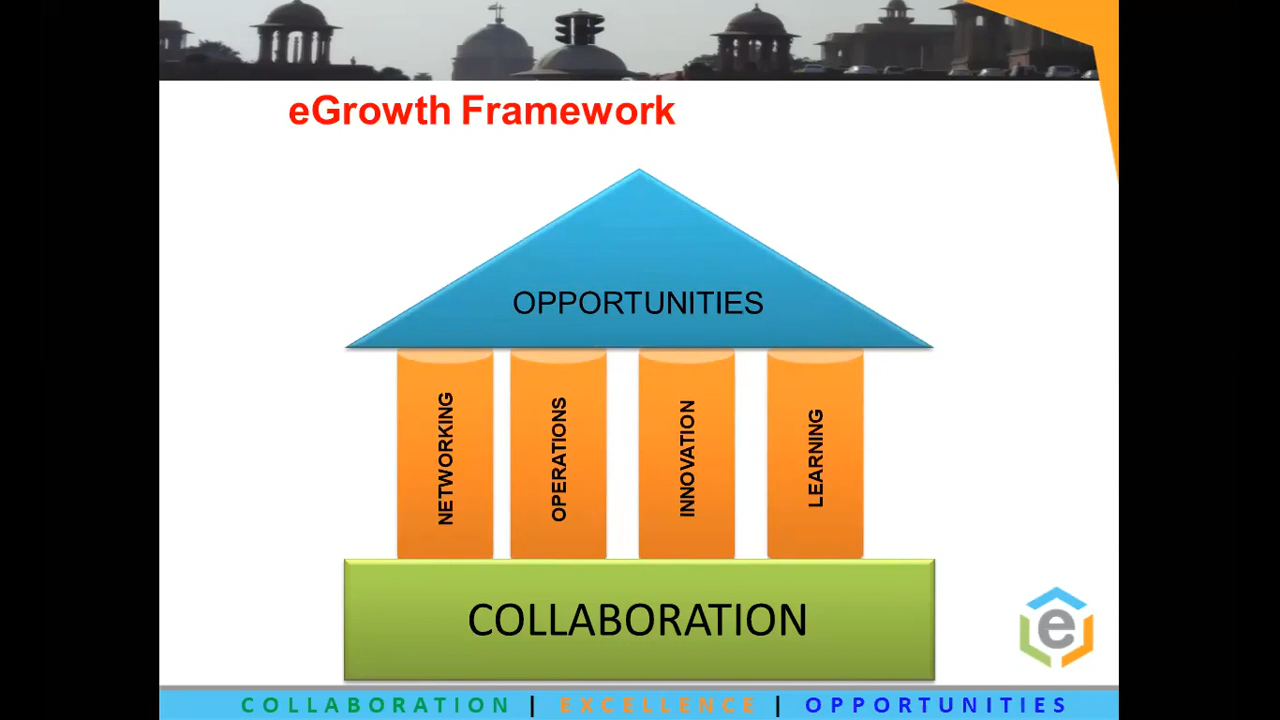 eGrowth Framework
OPPORTUNITIES
NETWORKING
OPERATIONS
INNOVATION
LEARNING
COLLABORATION
e
COLLABORATION | EXCELLENCE | OPPORTUNITIES